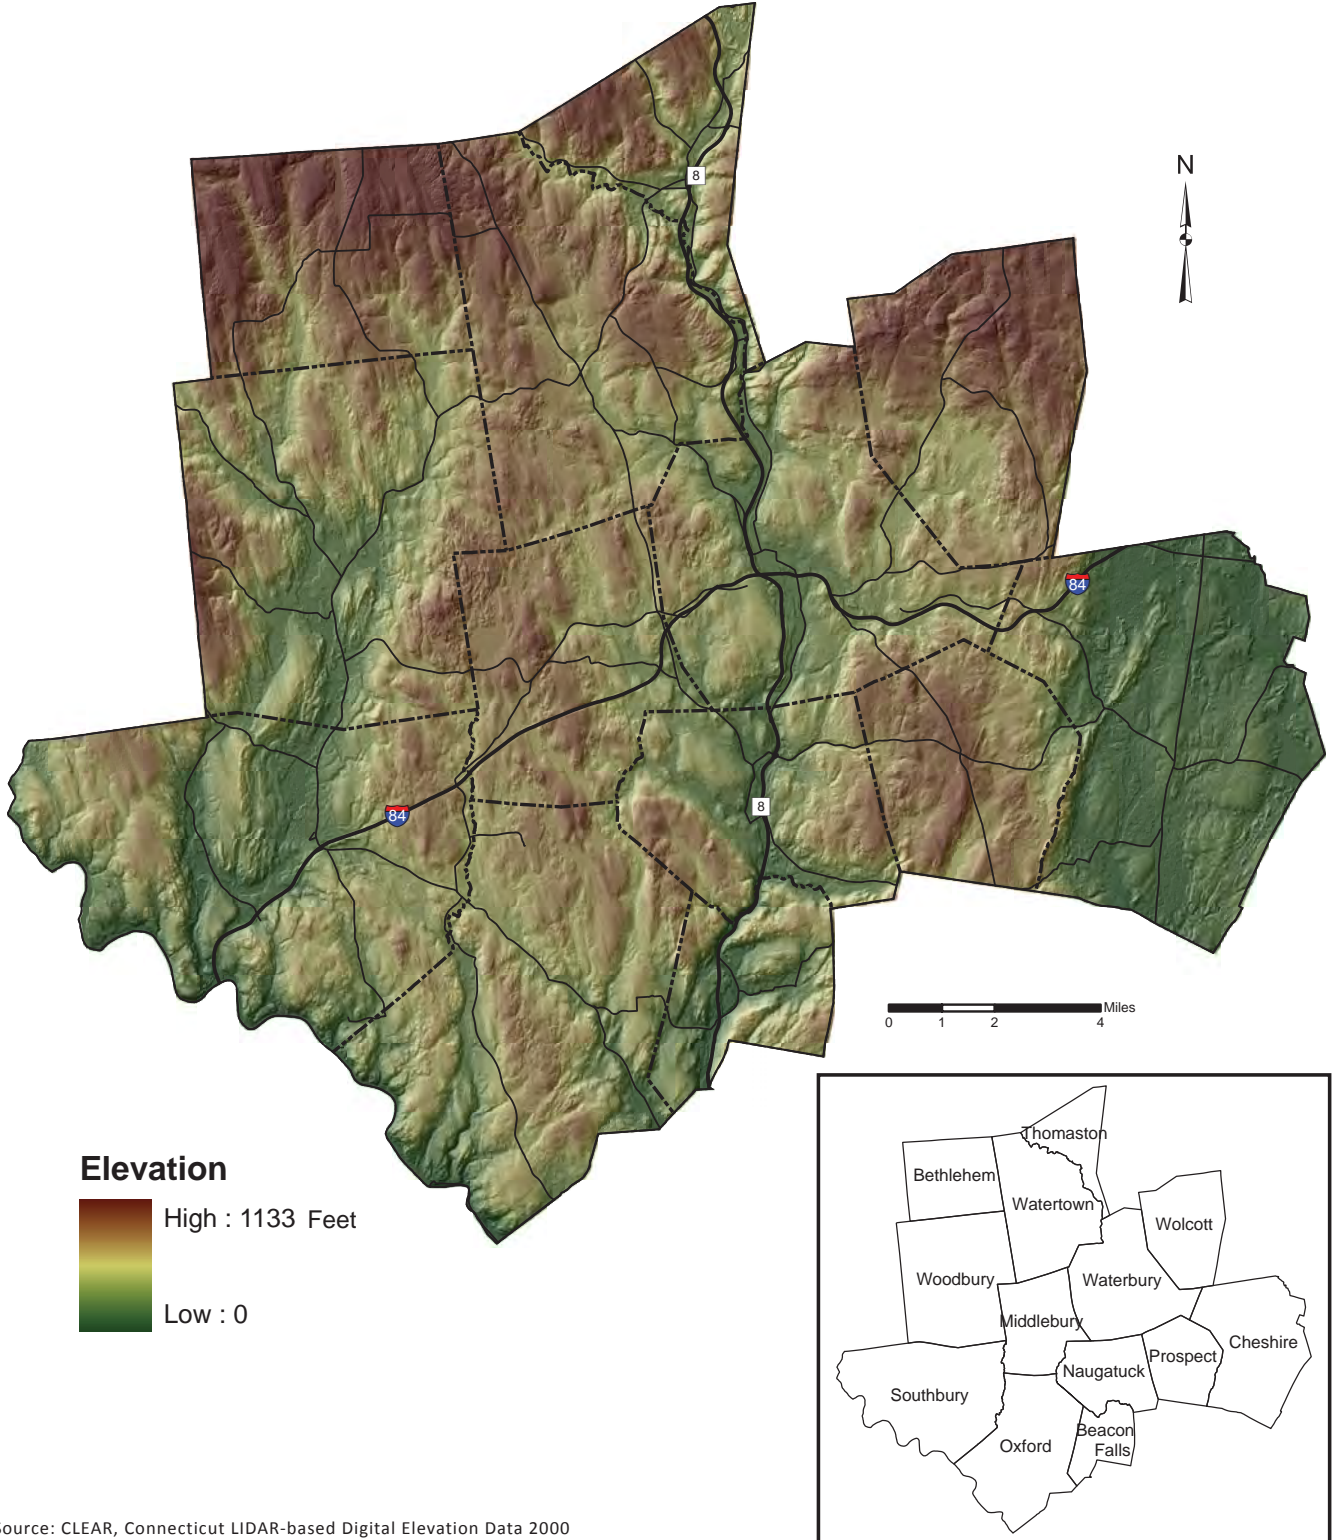 8
N
84
84
8
Miles
0 1 2 4
Elevation
High : 1133 Feet
Low : 0
Thomaston
Bethlehem
Watertown
Wolcott
Woodbury
Waterbury
Middlebury
Cheshire
Prospect
Naugatuck
Southbury
Beacon
Falls
Oxford
Source: CLEAR, Connecticut LIDAR-based Digital Elevation Data 2000